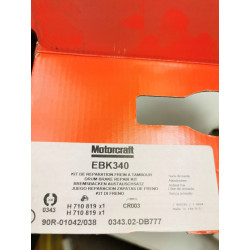 Motorcraft
EBK340
KIT DE REPARATION FREIN A TAMBOUR
DRUM BRAKE REPAIR KIT
BREMSBACKEN AUSTAUSCHSATZ
JUEGO REPARACION ZAPATAS DE FRENO
KIT DI FRENO
0343
H 710 819 x1
H 710 819 x1
CR003
90R-01042/038 0343.02-DB777